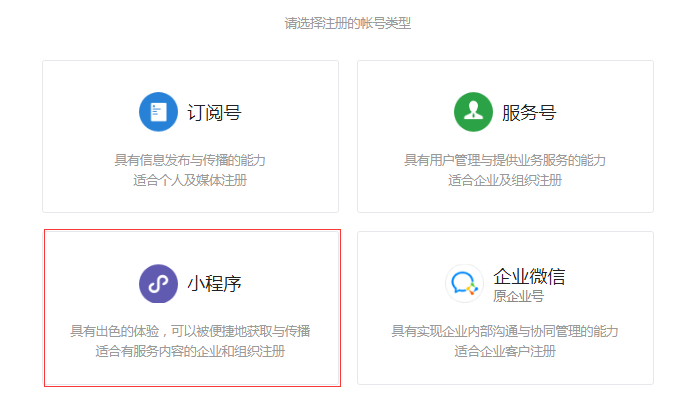 请选择注册的帐号类型
订阅号
具有信息发布与传播的能力
适合个人及媒体注册
服务号
具有用户管理与提供业务服务的能力
适合企业及组织注册
小程序
具有出色的体验，可以被便捷地获取与传播
适合有服务内容的企业和组织注册
企业微信
原企业号
具有实现企业内部沟通与协同管理的能力
适合企业客户注册